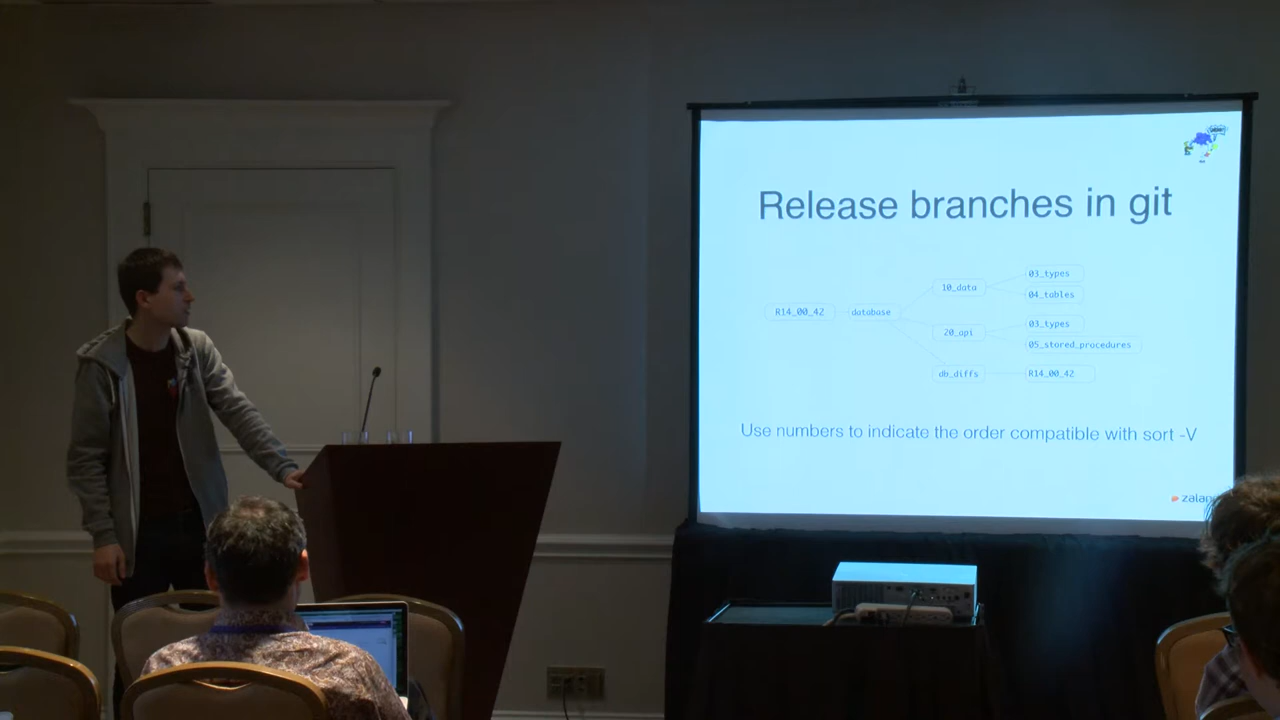 Release branches in git
03_types
10_data
04_tables
R14_00_42
database
03_types
20_api
05_stored_procedures
db_diffs
R14_00_42
Use numbers to indicate the order compatible with sort -V